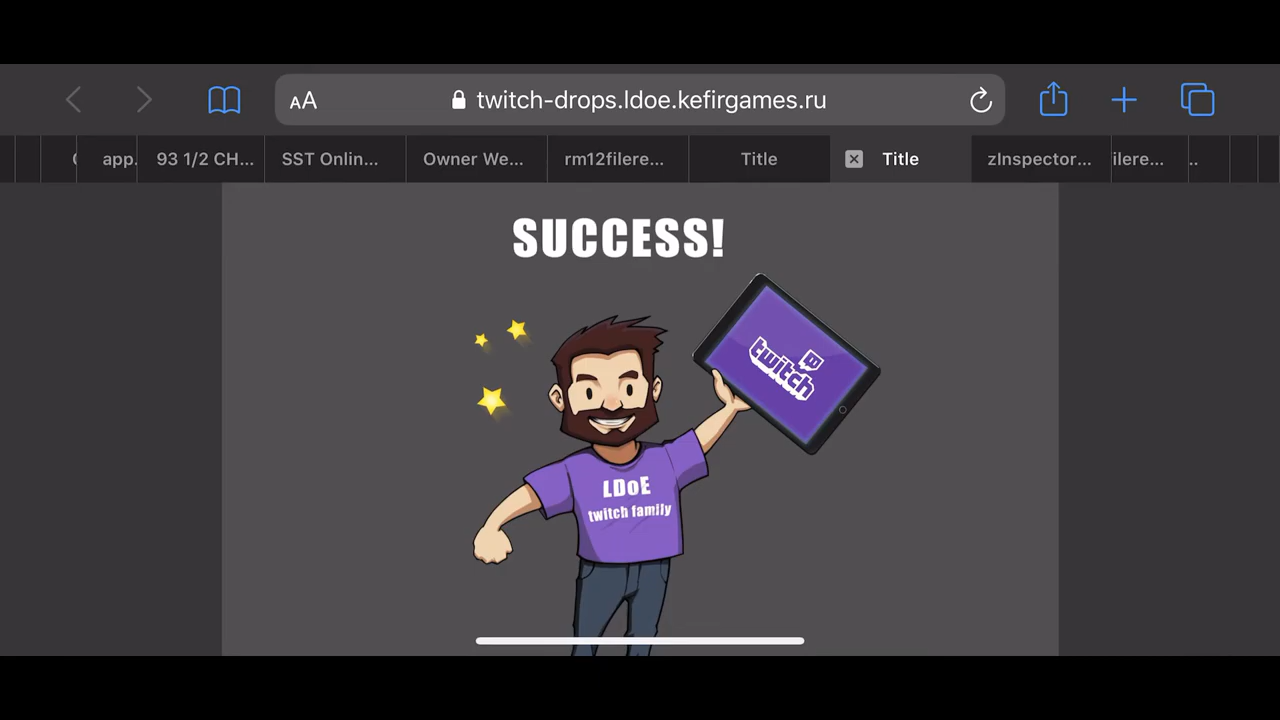 AA
twitch-drops.ldoe.kefirgames.ru
app.
93 1/2 CH...
SST Onlin...
Owner We...
rm12filere...
Title
Title
zInspector...
ilere...
..
SUCCESS!
twitch
LDoE
twitch family